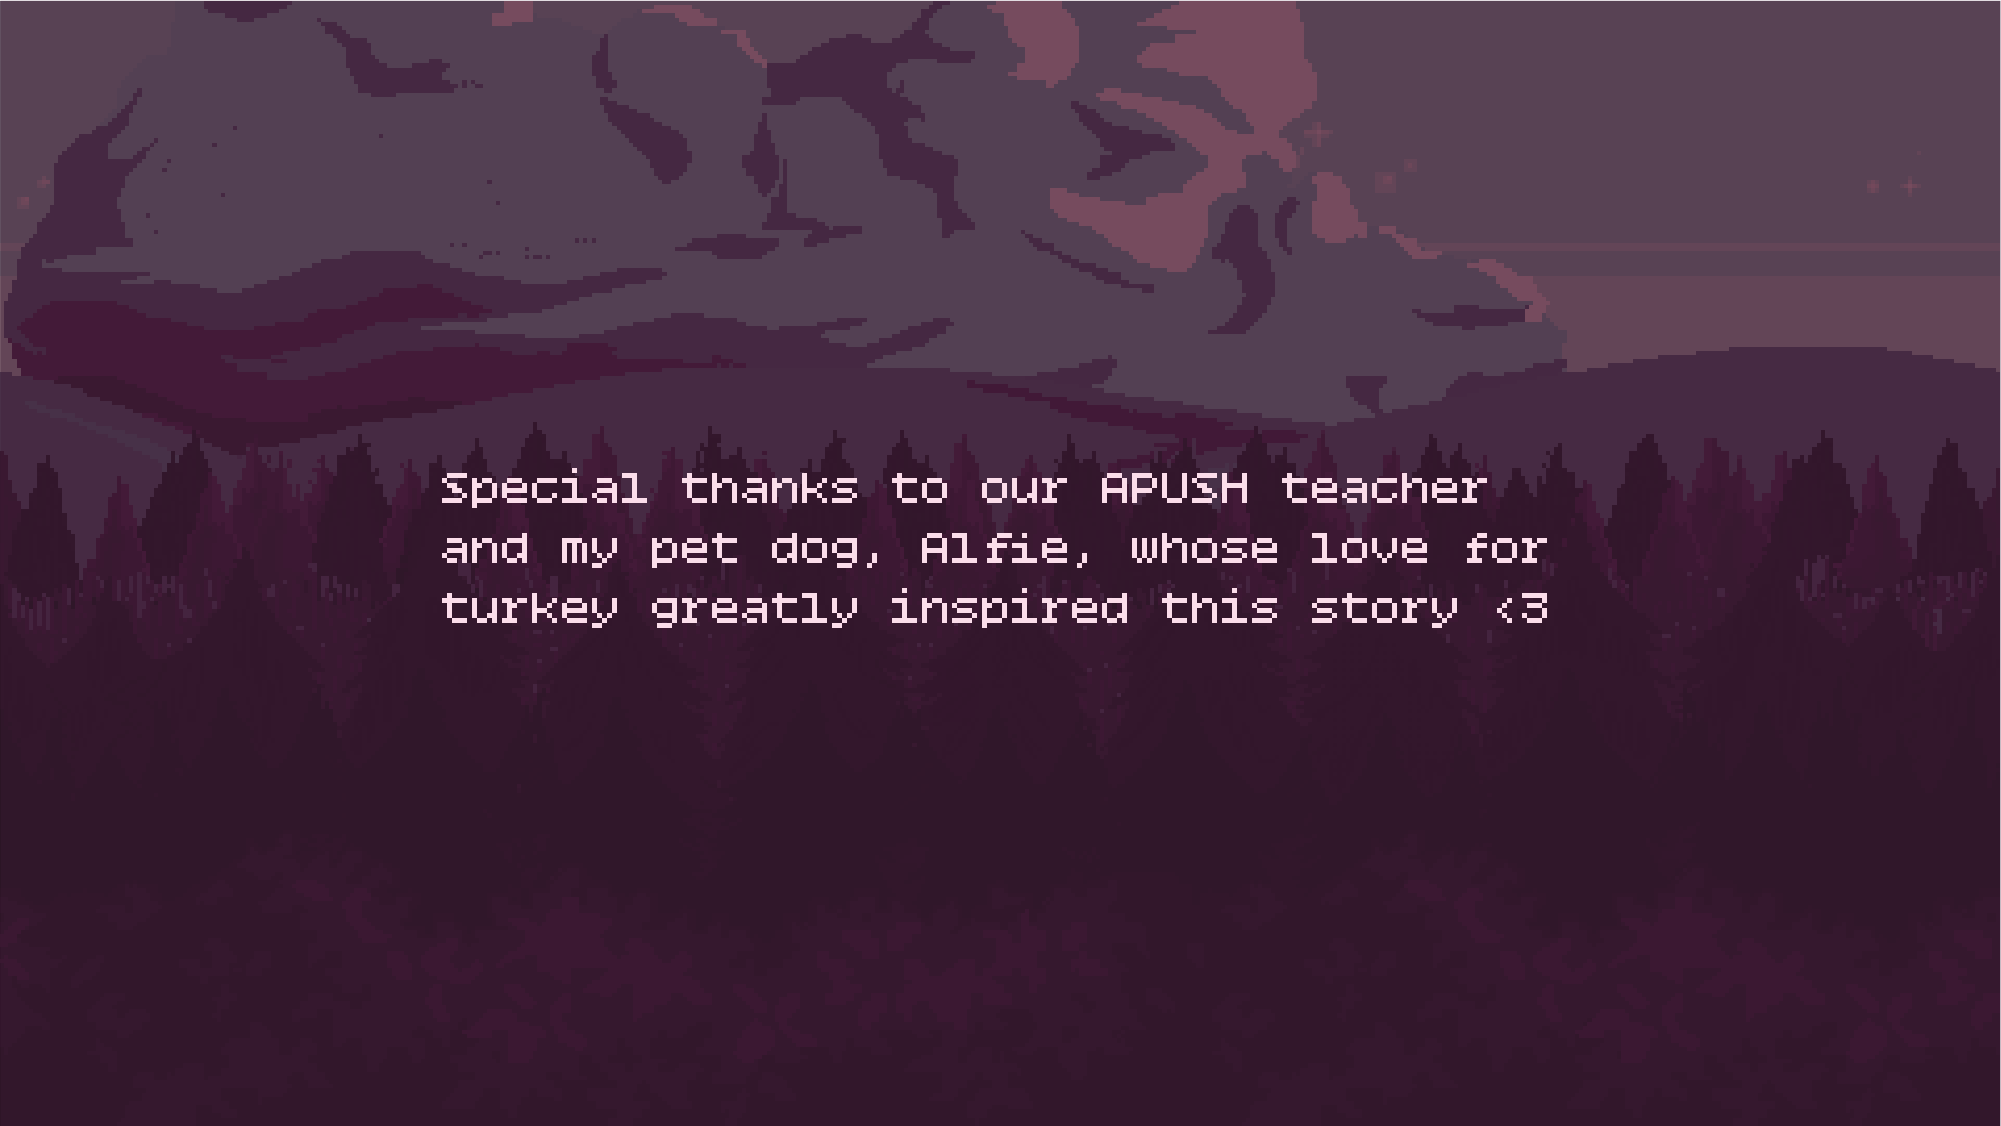 Special thanks to our APUSH teacher
and my pet dog, Alfie, whose love for
turkey greatly inspired this story <3